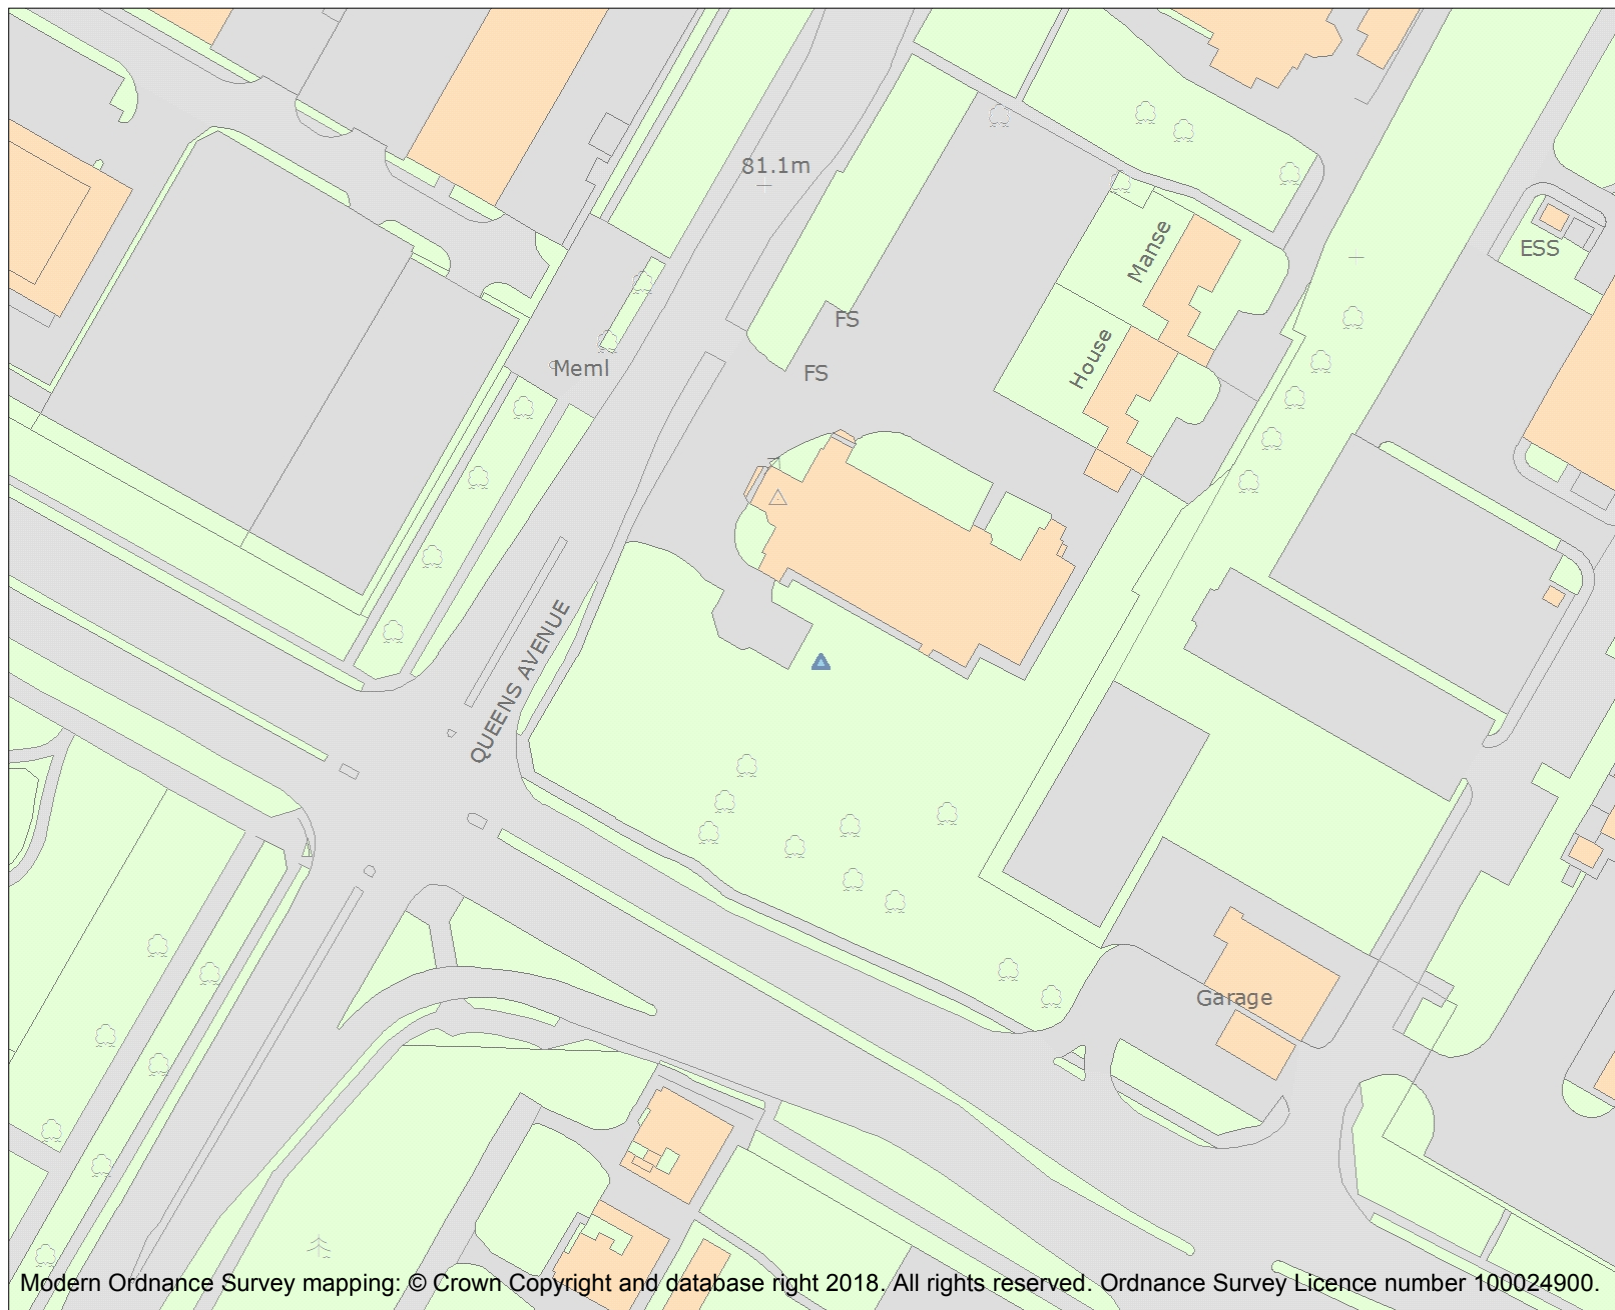 81.1m
Manse
ESS
FS
House
Meml
FS
QUEENS AVENUE
Garage
Modern Ordnance Survey mapping: © Crown Copyright and database right 2018. All rights reserved. Ordnance Survey Licence number 100024900.